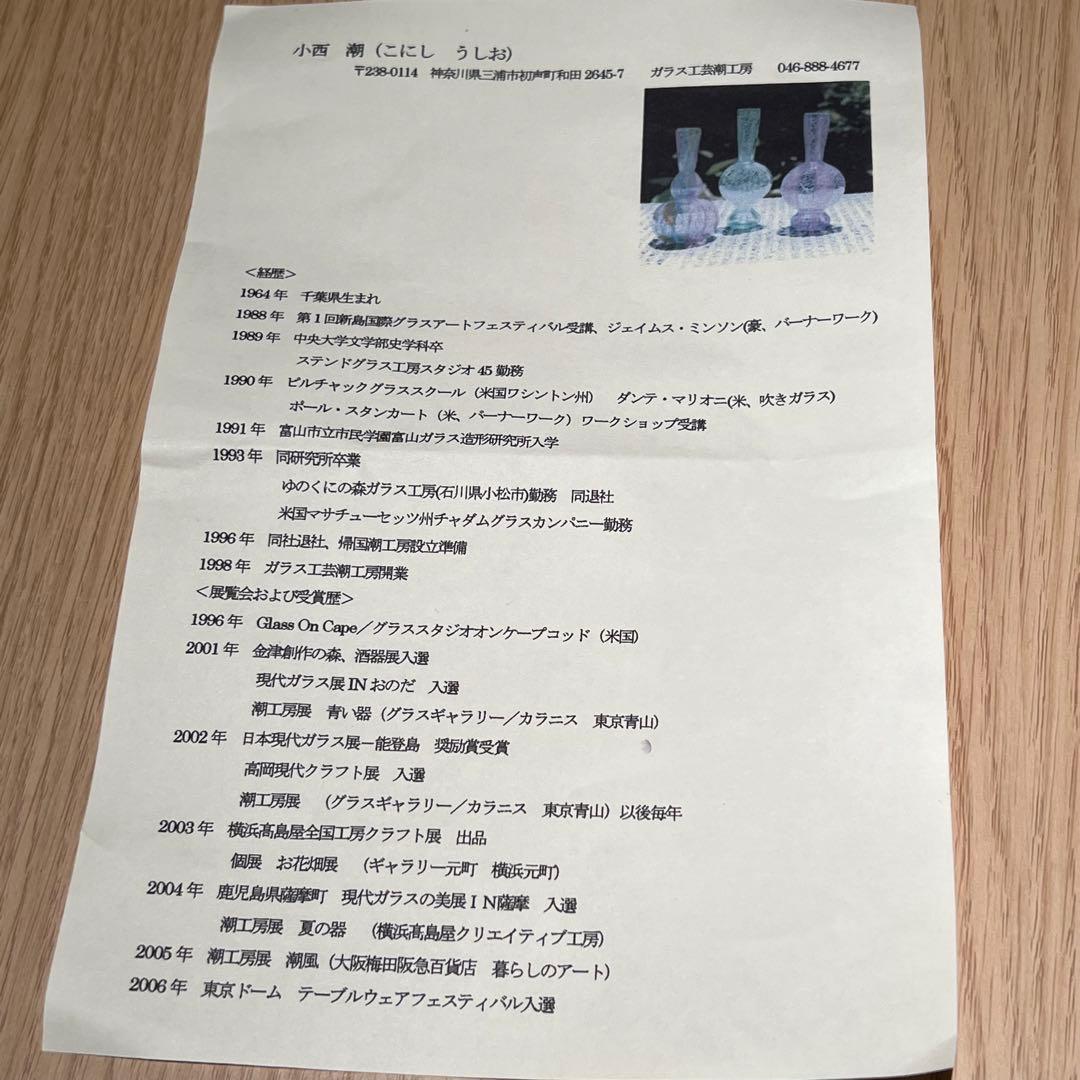 小西　潮（こにし　うしお）
〒238-0114　神奈川県三浦市初声町和田 2645-7　ガラス工芸潮工房　046-888-4677
＜経歴＞
1964 年　千葉県生まれ
1988 年　第 1 回新島国際グラスアートフェスティバル受講、ジェイムス・ミンソン(豪、バーナーワーク)
1989 年　中央大学文学部史学科卒
ステンドグラス工房スタジオ 45 勤務
1990 年　ピルチャックグラススクール（米国ワシントン州）　ダンテ・マリオニ(米、吹きガラス)
ポール・スタンカート（米、バーナーワーク）ワークショップ受講
1991 年　富山市立市民学園富山ガラス造形研究所入学
1993 年　同研究所卒業
ゆのくにの森ガラス工房(石川県小松市)勤務　同退社
米国マサチューセッツ州チャダムグラスカンパニー勤務
1996 年　同社退社、帰国潮工房設立準備
1998 年　ガラス工芸潮工房開業
＜展覧会および受賞歴＞
1996 年　Glass On Cape／グラススタジオオンケープコッド（米国）
2001 年　金津創作の森、酒器展入選
現代ガラス展 IN おのだ　入選
潮工房展　青い器（グラスギャラリー／カラニス　東京青山）
2002 年　日本現代ガラス展－能登島　奨励賞受賞
高岡現代クラフト展　入選
潮工房展　（グラスギャラリー／カラニス　東京青山）以後毎年
2003 年　横浜髙島屋全国工房クラフト展　出品
個展　お花畑展　（ギャラリー元町　横浜元町）
2004 年　鹿児島県薩摩町　現代ガラスの美展ＩＮ薩摩　入選
潮工房展　夏の器　（横浜髙島屋クリエイティブ工房）
2005 年　潮工房展　潮風（大阪梅田阪急百貨店　暮らしのアート）
2006 年　東京ドーム　テーブルウェアフェスティバル入選